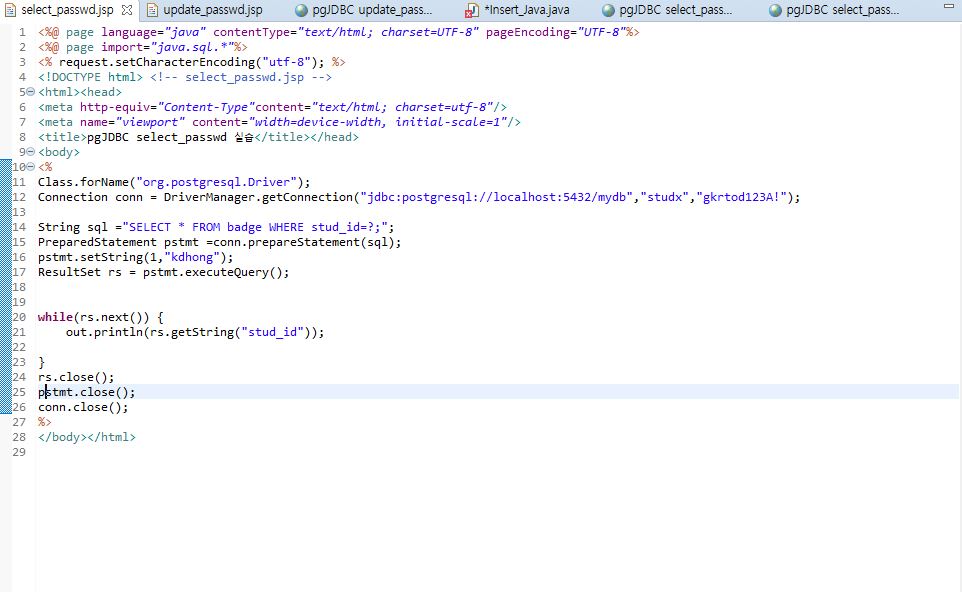 select_passwd.jsp update_passwd.jsp pgJDBC update_pass... *Insert_Java.java pgJDBC select_pass... pgJDBC select_pass...
1 <%@ page language="java" contentType="text/html; charset=UTF-8" pageEncoding="UTF-8"%>
2 <%@ page import="java.sql.*"%>
3 <% request.setCharacterEncoding("utf-8"); %>
4 <!DOCTYPE html> <!-- select_passwd.jsp -->
5 <html><head>
6 <meta http-equiv="Content-Type"content="text/html; charset=utf-8"/>
7 <meta name="viewport" content="width=device-width, initial-scale=1"/>
8 <title>pgJDBC select_passwd 실습</title></head>
9 <body>
10 <%
11 Class.forName("org.postgresql.Driver");
12 Connection conn = DriverManager.getConnection("jdbc:postgresql://localhost:5432/mydb","studx","gkrtod123A!");
13
14 String sql ="SELECT * FROM badge WHERE stud_id=?;";
15 PreparedStatement pstmt =conn.prepareStatement(sql);
16 pstmt.setString(1,"kdhong");
17 ResultSet rs = pstmt.executeQuery();
18
19
20 while(rs.next()) {
21     out.println(rs.getString("stud_id"));
22
23 }
24 rs.close();
25 pstmt.close();
26 conn.close();
27 %>
28 </body></html>
29